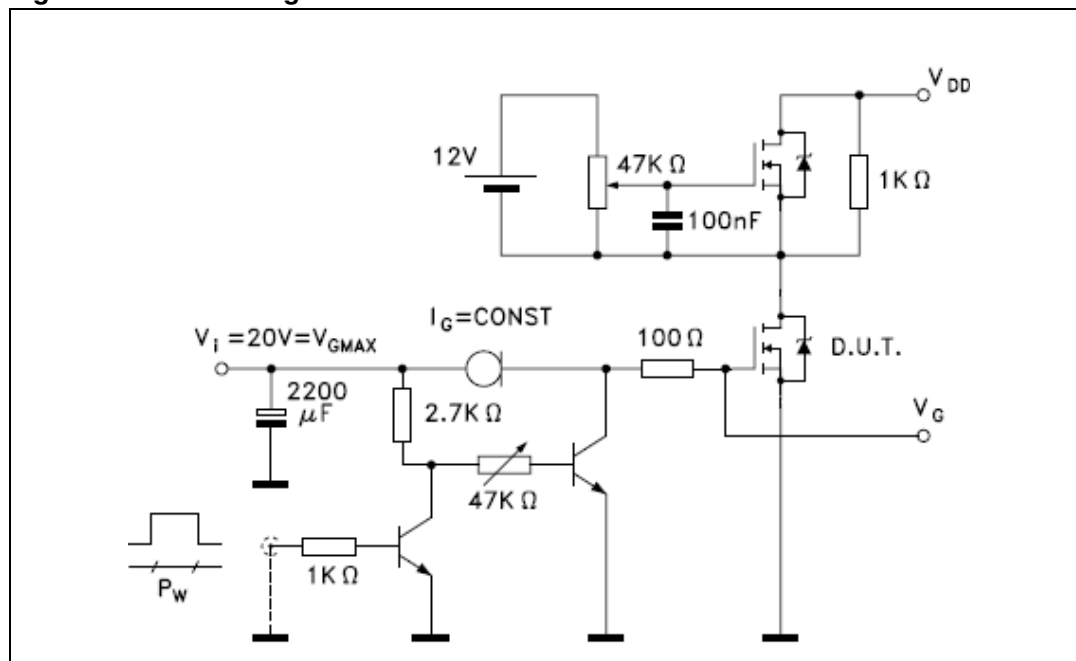 V DD
12V
47K Ω
1K Ω
100nF
I G =CONST
V i =20V=V GMAX
100 Ω
D.U.T.
2200
μF
2.7K Ω
V G
47K Ω
1K Ω
P W